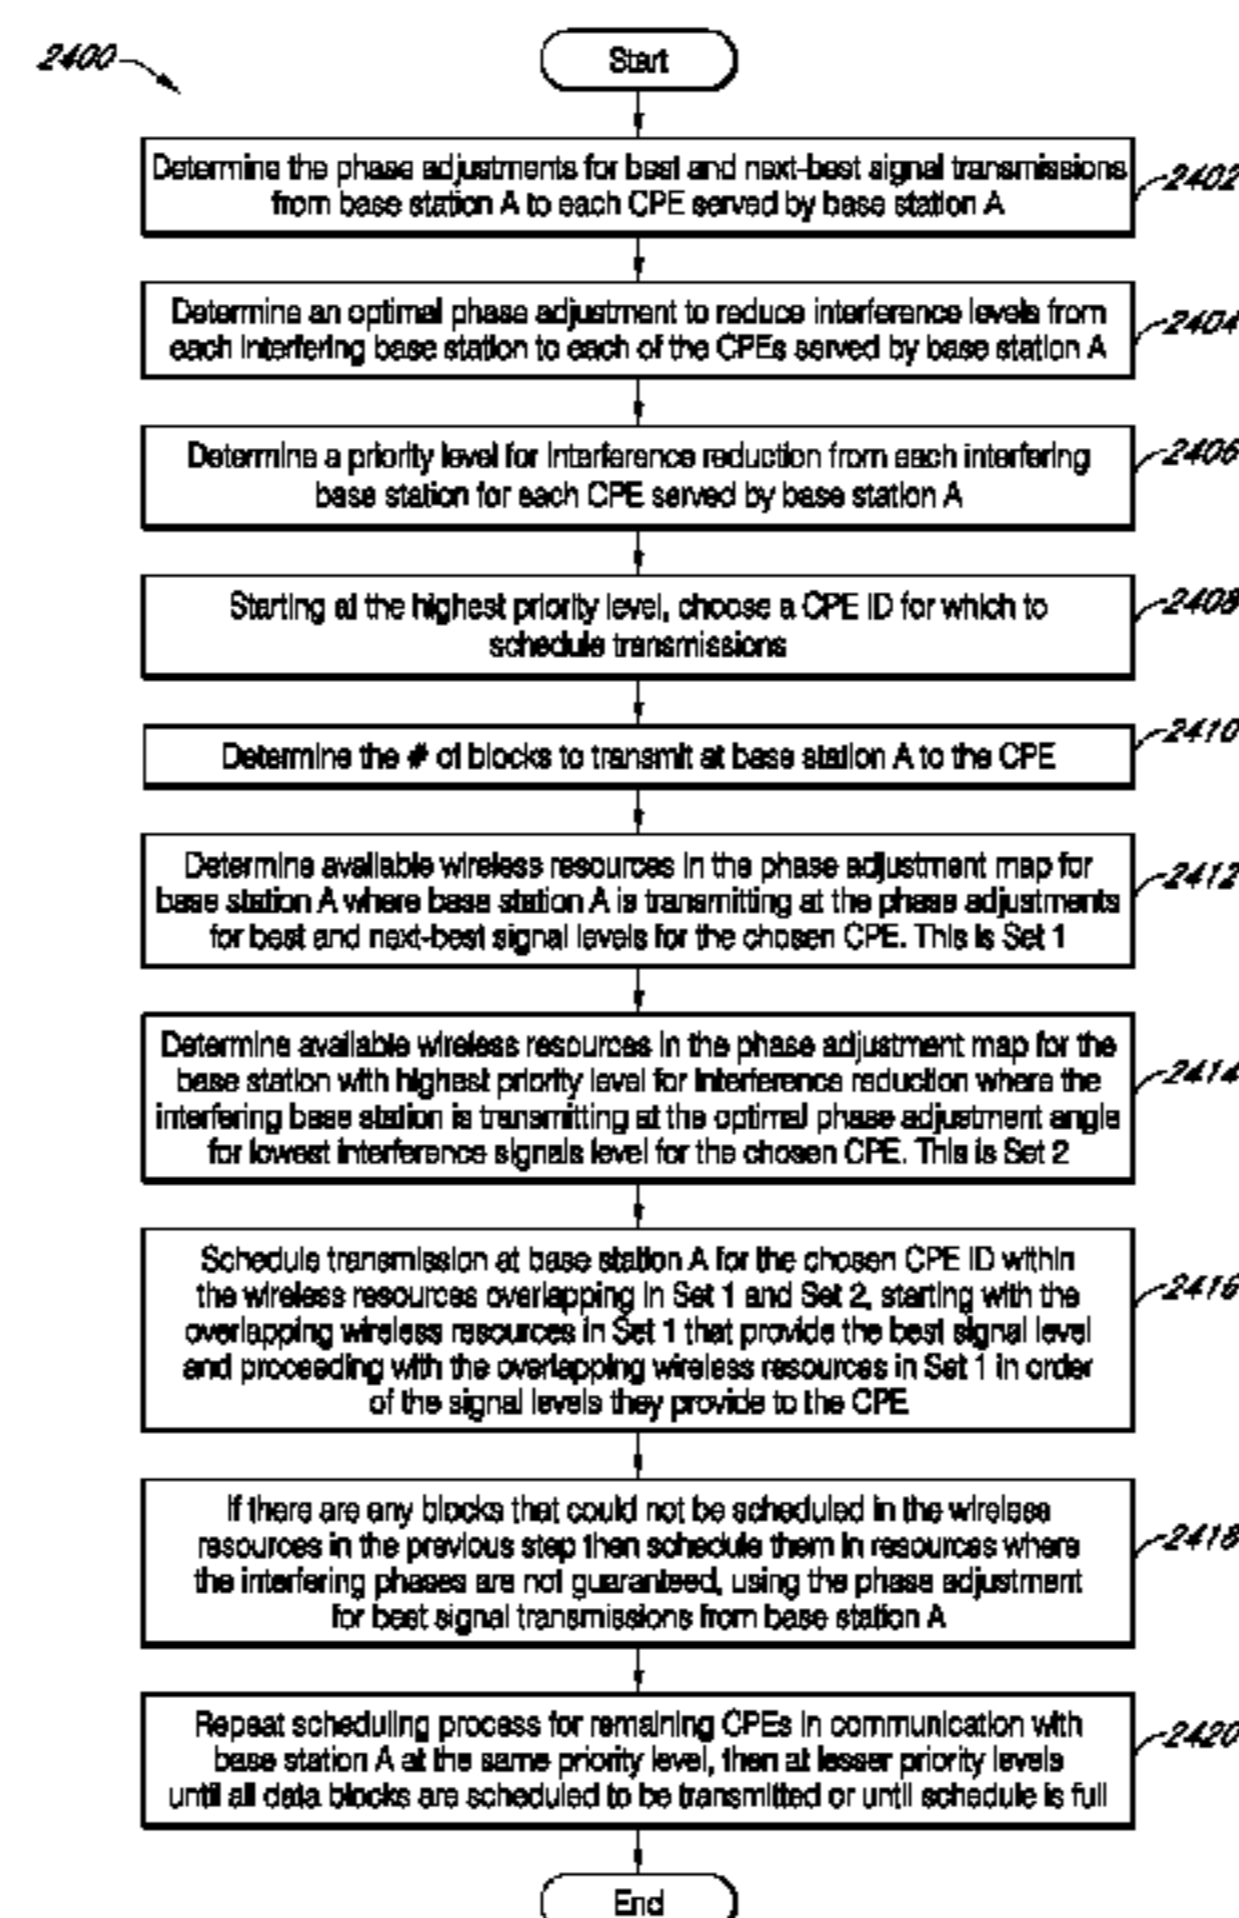 2400
Start
Determine the phase adjustments for best and next-best signal transmissions
from base station A to each CPE served by base station A
2402
Determine an optimal phase adjustment to reduce interference levels from
each interfering base station to each of the CPEs served by base station A
2404
Determine a priority level for interference reduction from each interfering
base station for each CPE served by base station A
2406
Starting at the highest priority level, choose a CPE ID for which to
schedule transmissions
2408
Determine the # of blocks to transmit at base station A to the CPE
2410
Determine available wireless resources in the phase adjustment map for
base station A where base station A is transmitting at the phase adjustments
for best and next-best signal levels for the chosen CPE. This is Set 1
2412
Determine available wireless resources in the phase adjustment map for the
base station with highest priority level for interference reduction where the
interfering base station is transmitting at the optimal phase adjustment angle
for lowest interference signals level for the chosen CPE. This is Set 2
2414
Schedule transmission at base station A for the chosen CPE ID within
the wireless resources overlapping in Set 1 and Set 2, starting with the
overlapping wireless resources in Set 1 that provide the best signal level
and proceeding with the overlapping wireless resources in Set 1 in order
of the signal levels they provide to the CPE
2416
If there are any blocks that could not be scheduled in the wireless
resources in the previous step then schedule them in resources where
the interfering phases are not guaranteed, using the phase adjustment
for best signal transmissions from base station A
2418
Repeat scheduling process for remaining CPEs in communication with
base station A at the same priority level, then at lesser priority levels
until all data blocks are scheduled to be transmitted or until schedule is full
2420
End